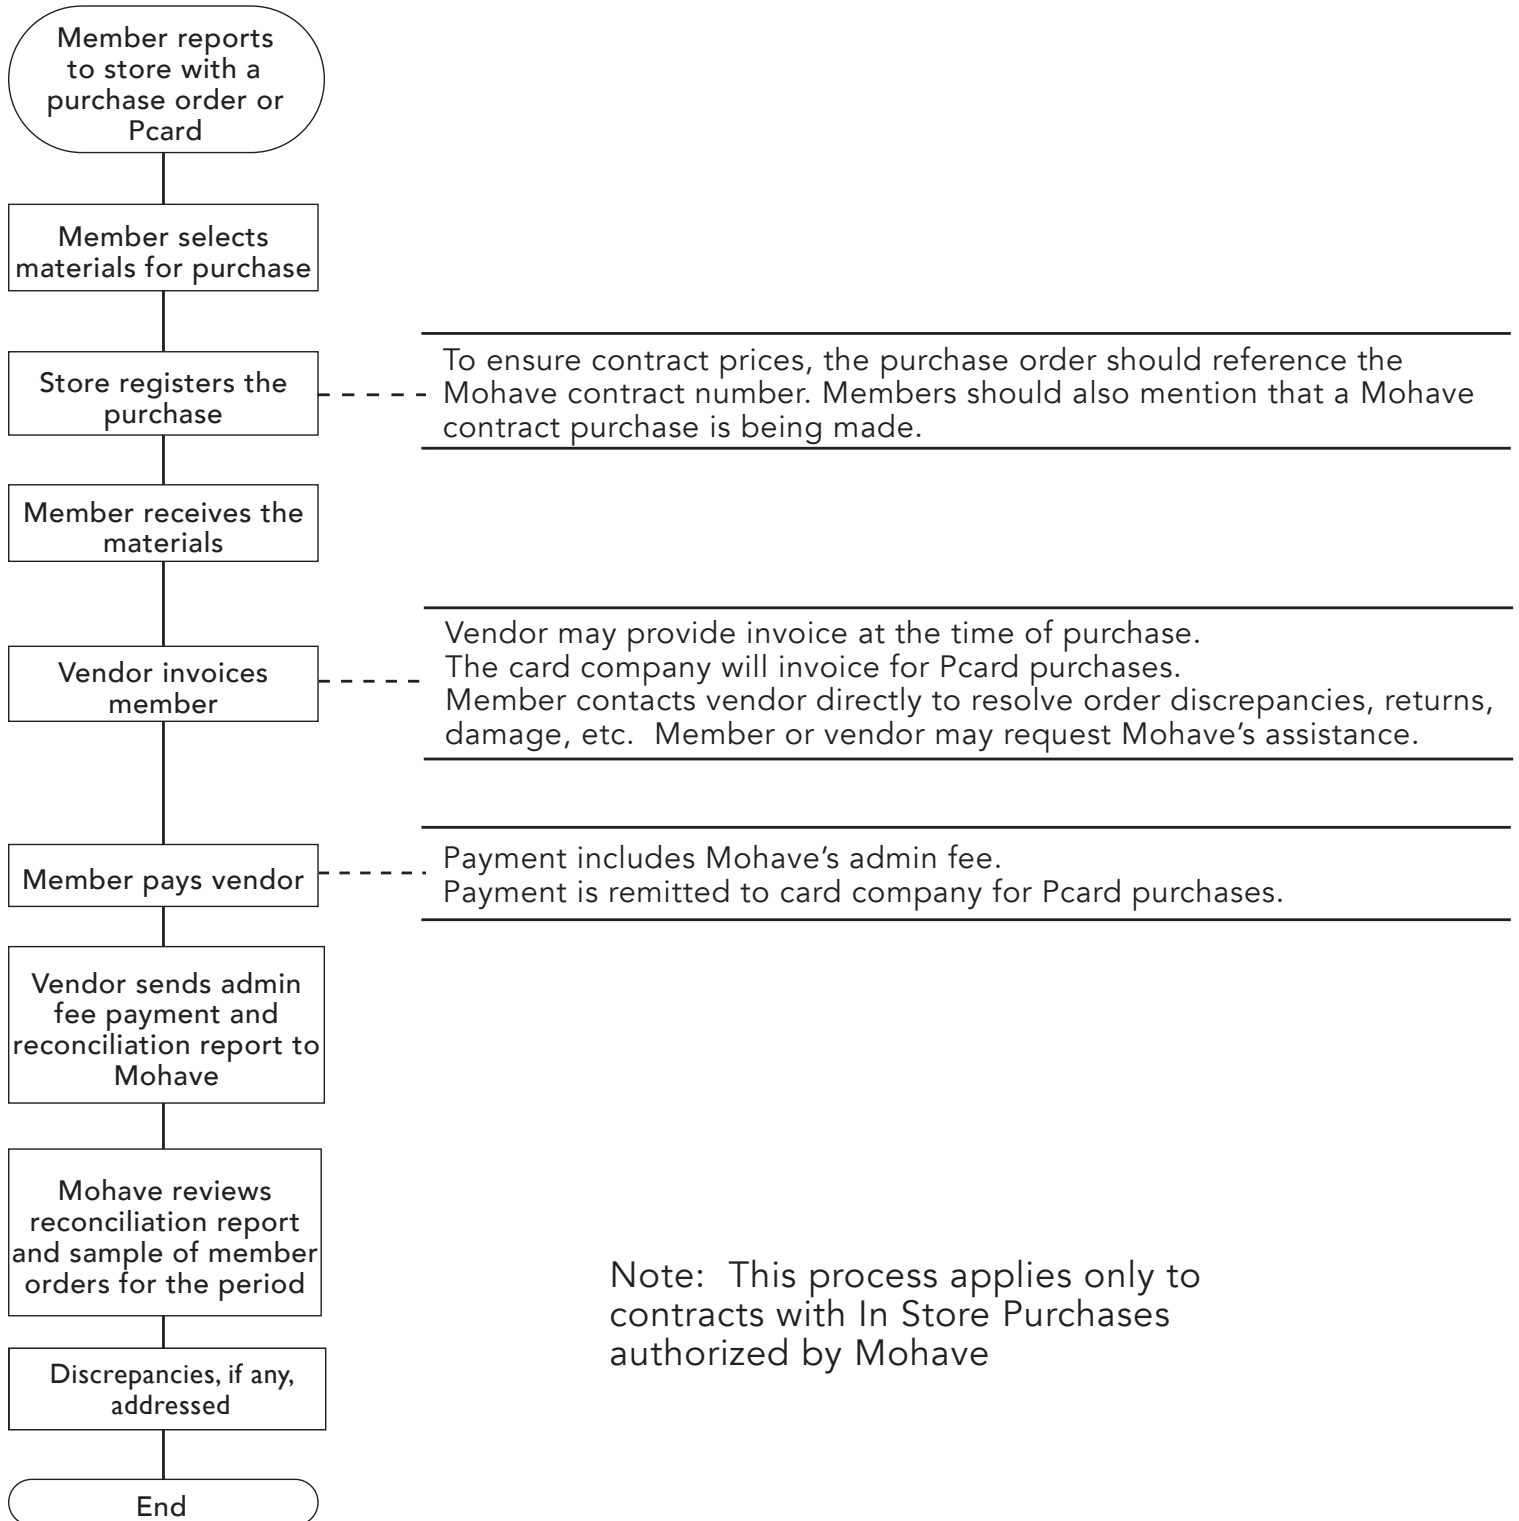 Member reports
to store with a
purchase order or
Pcard
Member selects
materials for purchase
Store registers the
purchase
To ensure contract prices, the purchase order should reference the
Mohave contract number. Members should also mention that a Mohave
contract purchase is being made.
Member receives the
materials
Vendor invoices
member
Vendor may provide invoice at the time of purchase.
The card company will invoice for Pcard purchases.
Member contacts vendor directly to resolve order discrepancies, returns,
damage, etc.  Member or vendor may request Mohave’s assistance.
Member pays vendor
Payment includes Mohave’s admin fee.
Payment is remitted to card company for Pcard purchases.
Vendor sends admin
fee payment and
reconciliation report to
Mohave
Mohave reviews
reconciliation report
and sample of member
orders for the period
Note:  This process applies only to
contracts with In Store Purchases
authorized by Mohave
Discrepancies, if any,
addressed
End